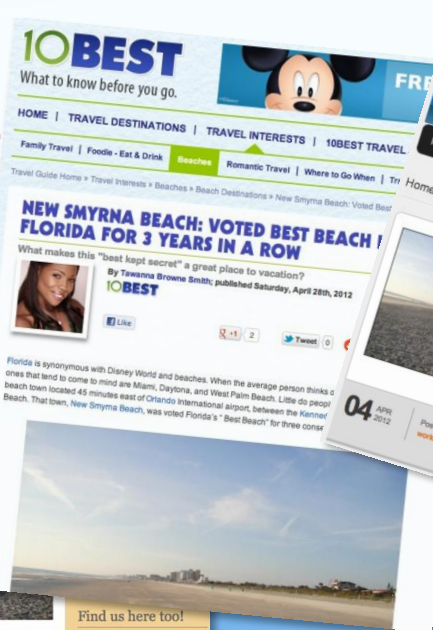 10BEST
What to know before you go.
FRE
HOME | TRAVEL DESTINATIONS | TRAVEL INTERESTS | 10BEST TRAVEL
Family Travel | Foodie - Eat & Drink Beaches Romantic Travel | Where to Go When |
Travel Guide Home » Travel Interests » Beaches » Beach Destinations » New Smyrna Beach: Voted Best
Home
NEW SMYRNA BEACH: VOTED BEST BEACH
FLORIDA FOR 3 YEARS IN A ROW
What makes this "best kept secret" a great place to vacation?
By Tawanna Browne Smith; published Saturday, April 28th, 2012
10BEST
Like +1 2 Tweet 0
Florida is synonymous with Disney World and beaches. When the average person thinks
ones that tend to come to mind are Miami, Daytona, and West Palm Beach. Little do
beach town located 45 minutes east of Orlando International airport, between the
Beach. That town, New Smyrna Beach, was voted Florida's " Best Beach" for three
04 APR
2012
Find us here too!